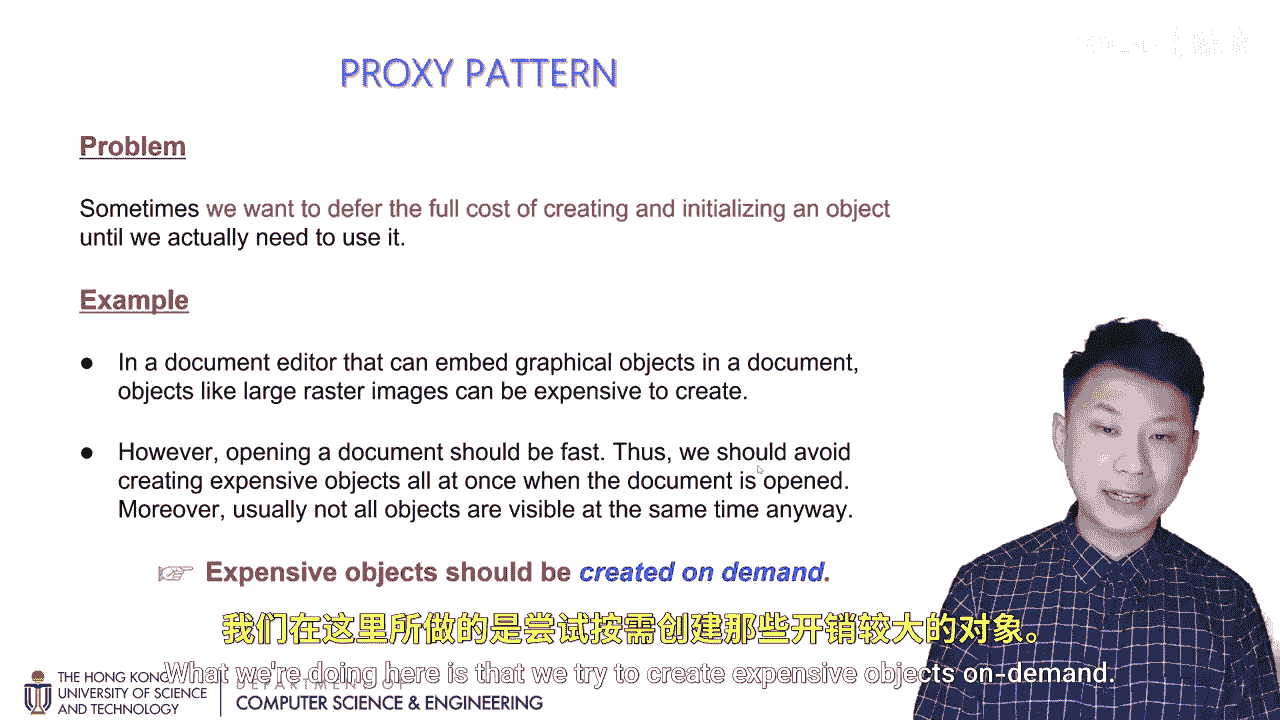 PROXY PATTERN
Problem
Sometimes we want to defer the full cost of creating and initializing an object
until we actually need to use it.
Example
● In a document editor that can embed graphical objects in a document,
objects like large raster images can be expensive to create.
● However, opening a document should be fast. Thus, we should avoid
creating expensive objects all at once when the document is opened.
Moreover, usually not all objects are visible at the same time anyway.
☞ Expensive objects should be created on demand.
我们在这里所做的是尝试按需创建那些开销较大的对象。
What we're doing here is that we try to create expensive objects on-demand.
THE HONG KONG
UNIVERSITY OF SCIENCE
AND TECHNOLOGY
DEPARTMENT OF
COMPUTER SCIENCE & ENGINEERING